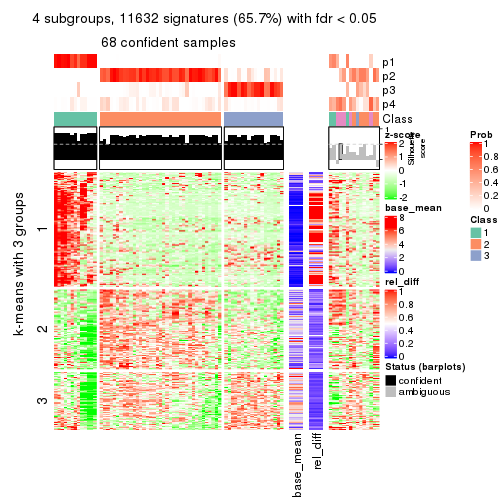 4 subgroups, 11632 signatures (65.7%) with fdr < 0.05
68 confident samples
p1
p2
p3
p4
Class
1
Silhouette
score
k-means with 3 groups
1
2
3
base_mean
rel_diff
z-score
2
1
0
-1
-2
base_mean
8
6
4
2
0
rel_diff
1
0.8
0.6
0.4
0.2
0
Status (barplots)
confident
ambiguous
Prob
1
0.8
0.6
0.4
0.2
0
Class
1
2
3